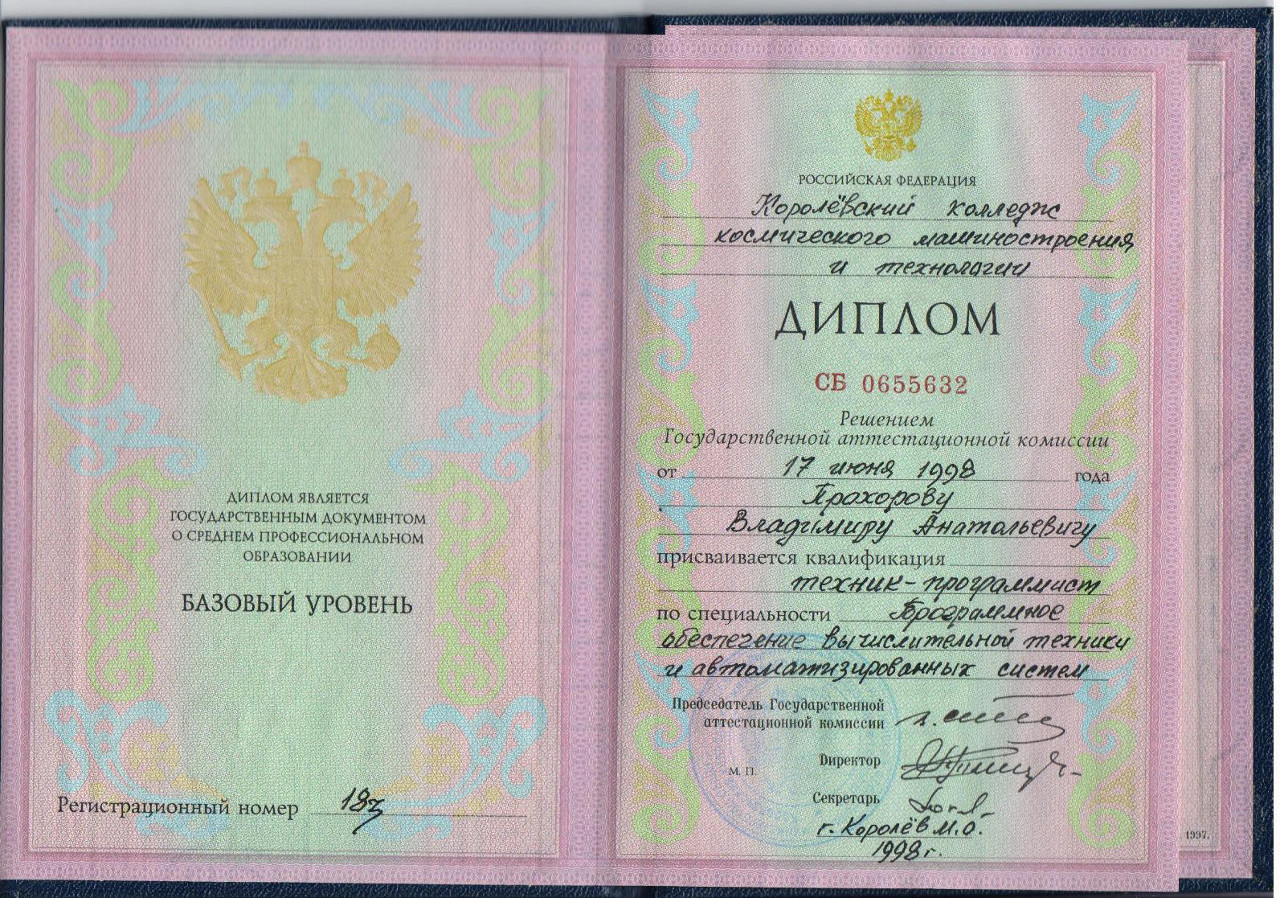 ДИПЛОМ ЯВЛЯЕТСЯ
ГОСУДАРСТВЕННЫМ ДОКУМЕНТОМ
О СРЕДНЕМ ПРОФЕССИОНАЛЬНОМ
ОБРАЗОВАНИИ
БАЗОВЫЙ УРОВЕНЬ
Регистрационный номер
РОССИЙСКАЯ ФЕДЕРАЦИЯ
Королёвский колледж
космического машиностроения
и технологии
ДИПЛОМ
СБ 0655632
Решением
Государственной аттестационной комиссии
от 17 июня 1998 года
Прохорову
Владимиру Анатольевичу
присваивается квалификация
техник-программист
по специальности Программное
обеспечение вычислительной техники
и автоматизированных систем
Председатель Государственной
аттестационной комиссии
Директор
М. П.
Секретарь
г. Королёв М.О.
1998 г.
1997.